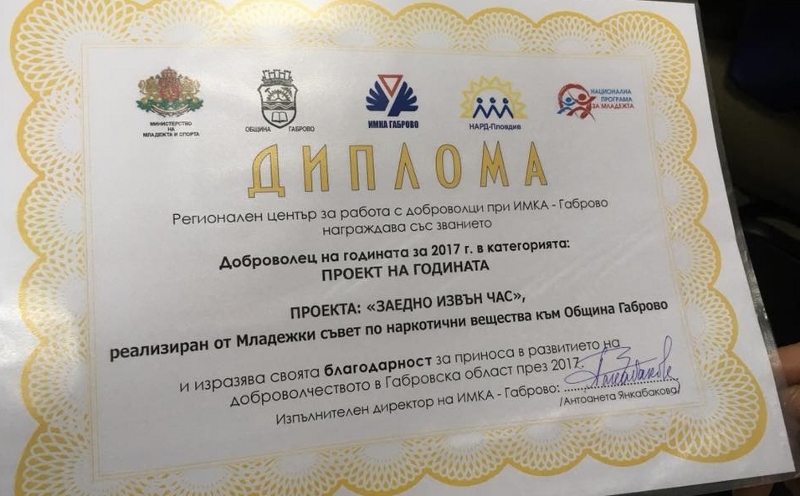 МИНИСТЕРСТВО
НА
МЛАДЕЖТА И СПОРТА
ОБЩИНА ГАБРОВО
ИМКА ГАБРОВО
НАРД-Пловдив
НАЦИОНАЛНА
ПРОГРАМА
ЗА МЛАДЕЖТА
ДИПЛОМА
Регионален център за работа с доброволци при ИМКА - Габрово
награждава със званието
Доброволец на годината за 2017 г. в категорията:
ПРОЕКТ НА ГОДИНАТА
ПРОЕКТА: «ЗАЕДНО ИЗВЪН ЧАС»,
реализиран от Младежки съвет по наркотични вещества към Община Габрово
и изразява своята благодарност за приноса в развитието на
доброволчеството в Габровска област през 2017.
Изпълнителен директор на ИМКА - Габрово:
/Антоанета Янкабакова/